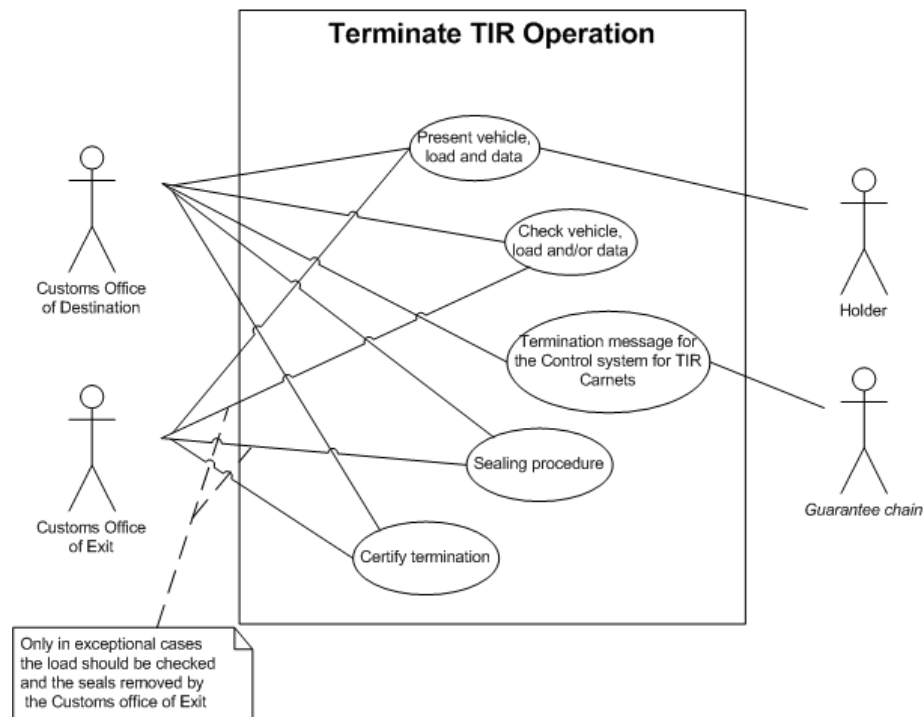 Terminate TIR Operation
Present vehicle,
load and data
Check vehicle,
load and/or data
Customs Office
of Destination
Holder
Termination message for
the Control system for TIR
Carnets
Sealing procedure
Customs Office
of Exit
Guarantee chain
Certify termination
Only in exceptional cases
the load should be checked
and the seals removed by
the Customs office of Exit